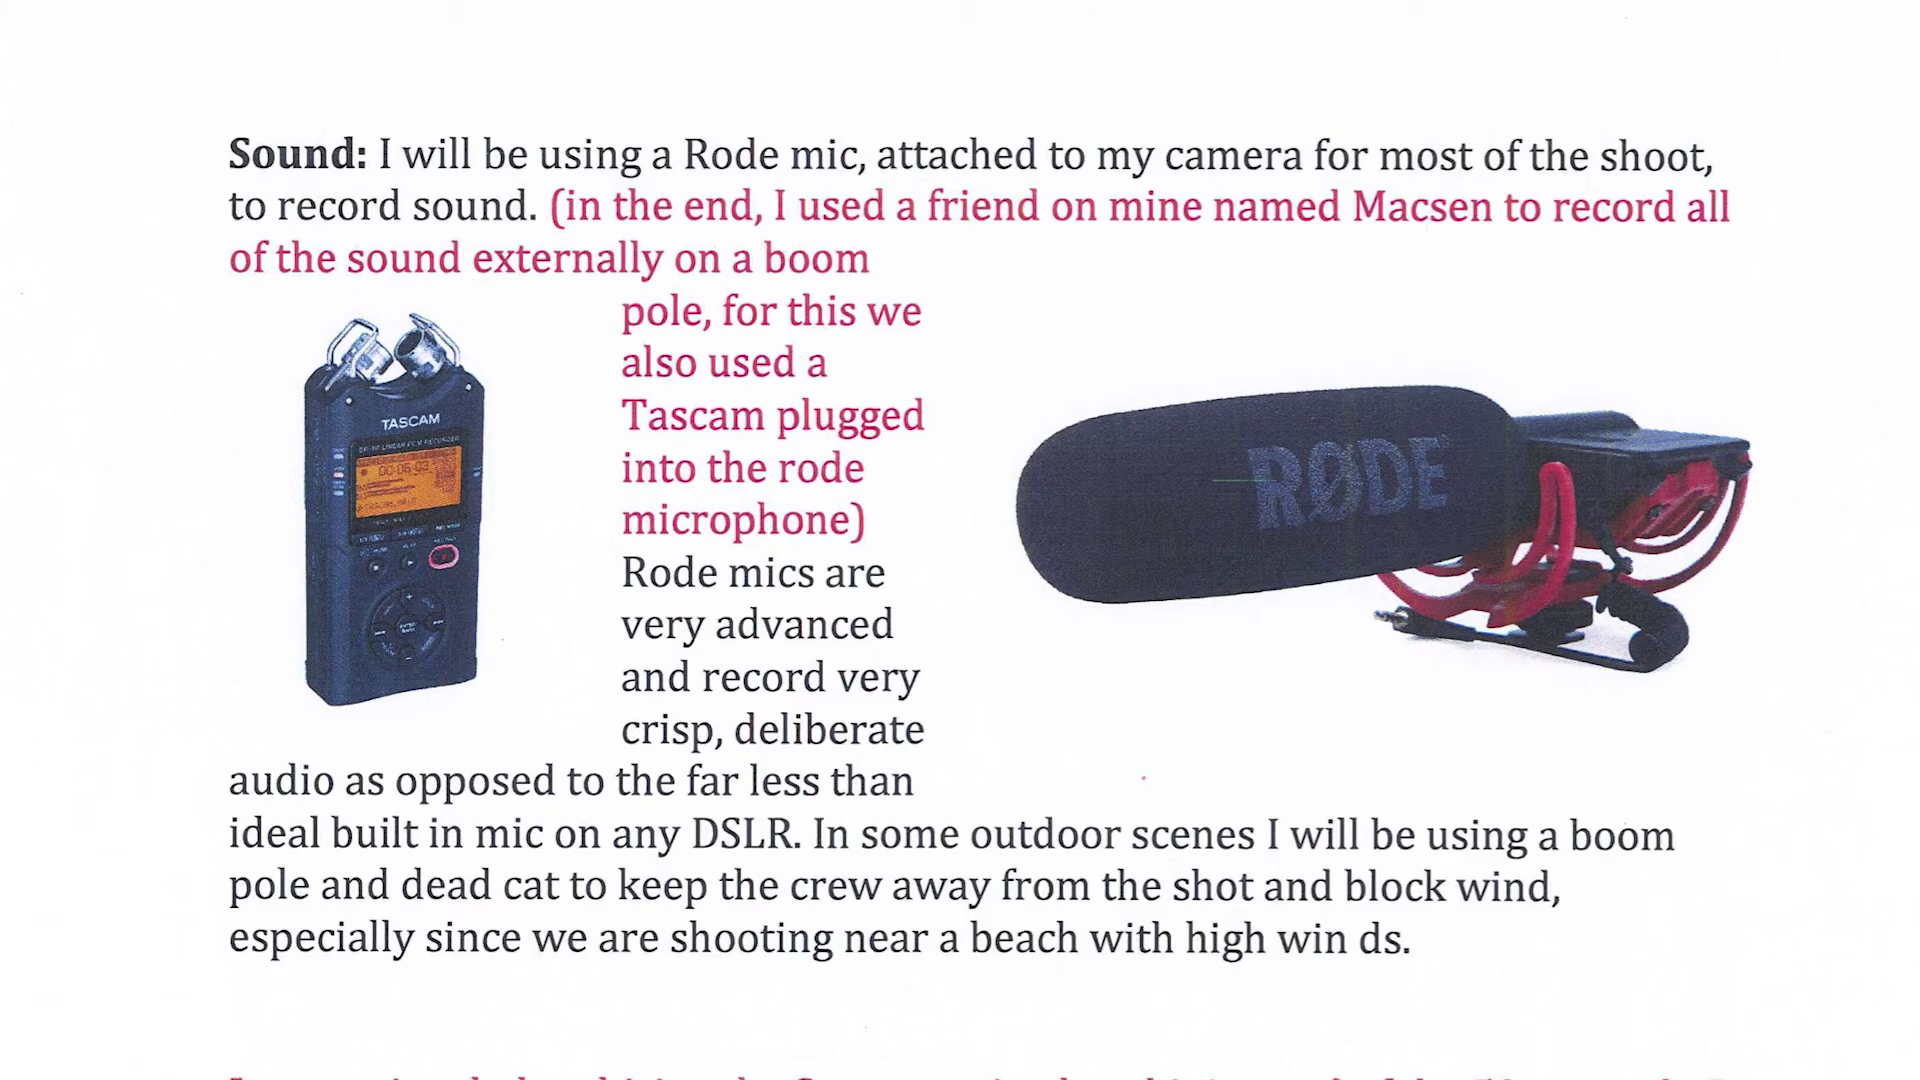 Sound: I will be using a Rode mic, attached to my camera for most of the shoot,
to record sound. (in the end, I used a friend on mine named Macsen to record all
of the sound externally on a boom
pole, for this we
also used a
Tascam plugged
into the rode
microphone)
Rode mics are
very advanced
and record very
crisp, deliberate
audio as opposed to the far less than
ideal built in mic on any DSLR. In some outdoor scenes I will be using a boom
pole and dead cat to keep the crew away from the shot and block wind,
especially since we are shooting near a beach with high win ds.
TASCAM
RØDE